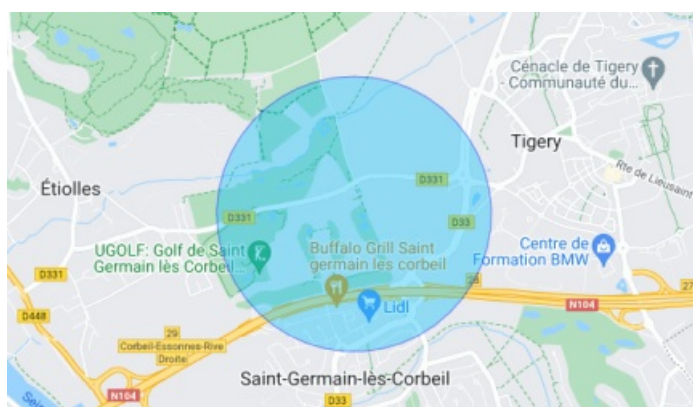 Cénacle de Tigery
- Communauté du...
Tigery
Rte de Lieusaint
D331
Étiolles
D331
D33
UGOLF: Golf de Saint
Germain lès Corbeil...
Buffalo Grill Saint
germain les corbeil
Centre de
Formation BMW
D331
28
27
N104
Lidl
D448
29
Corbeil-Essonnes-Rive
Droite
Saint-Germain-lès-Corbeil
N104
D33